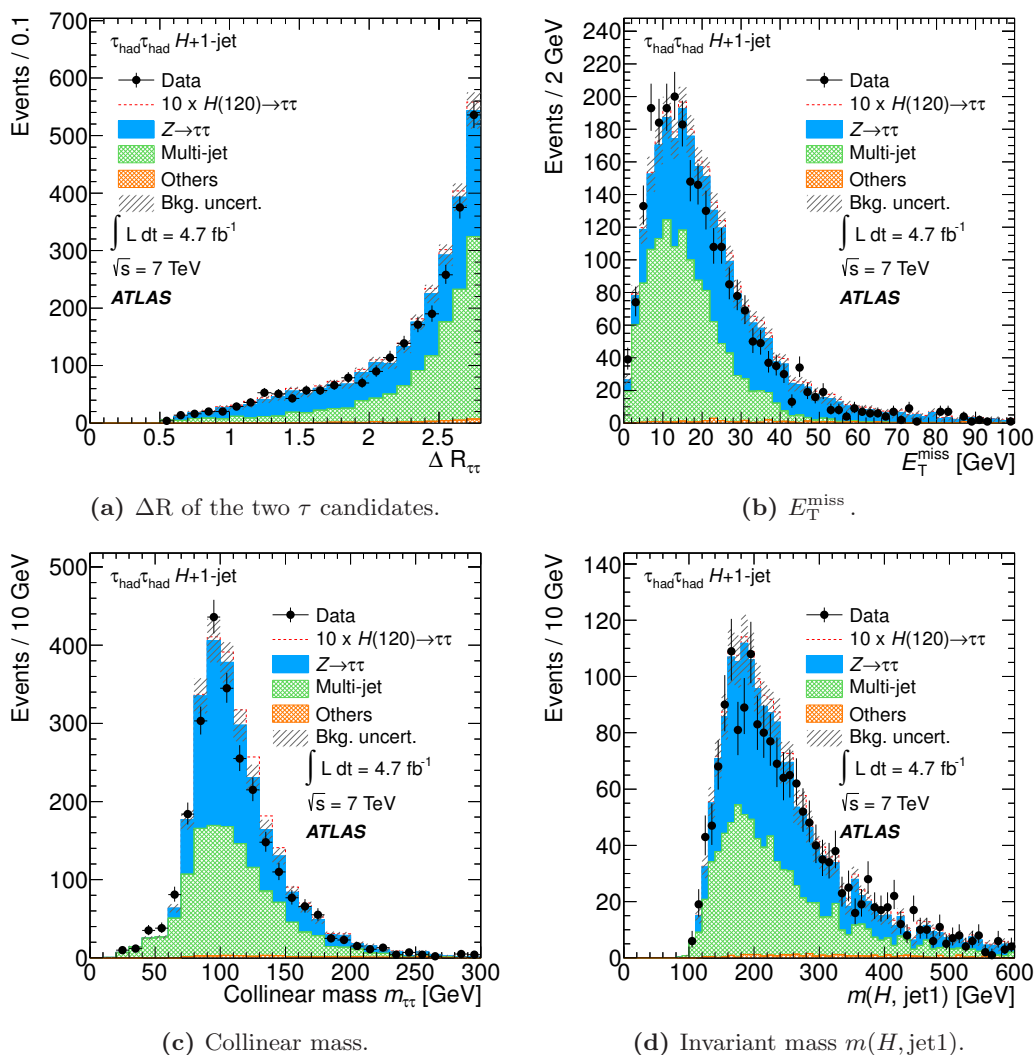 τhadτhad H+1-jet
Data
10 x H(120)→ττ
Z→ττ
Multi-jet
Others
Bkg. uncert.
∫ L dt = 4.7 fb⁻¹
√s = 7 TeV
ATLAS
Events / 0.1
700
600
500
400
300
200
100
0
0 0.5 1 1.5 2 2.5
Δ Rττ
(a) ΔR of the two τ candidates.
τhadτhad H+1-jet
Data
10 x H(120)→ττ
Z→ττ
Multi-jet
Others
Bkg. uncert.
∫ L dt = 4.7 fb⁻¹
√s = 7 TeV
ATLAS
Events / 2 GeV
240
220
200
180
160
140
120
100
80
60
40
20
0
0 10 20 30 40 50 60 70 80 90 100
E_T^miss [GeV]
(b) E_T^miss .
τhadτhad H+1-jet
Data
10 x H(120)→ττ
Z→ττ
Multi-jet
Others
Bkg. uncert.
∫ L dt = 4.7 fb⁻¹
√s = 7 TeV
ATLAS
Events / 10 GeV
500
400
300
200
100
0
0 50 100 150 200 250 300
Collinear mass mττ [GeV]
(c) Collinear mass.
τhadτhad H+1-jet
Data
10 x H(120)→ττ
Z→ττ
Multi-jet
Others
Bkg. uncert.
∫ L dt = 4.7 fb⁻¹
√s = 7 TeV
ATLAS
Events / 10 GeV
140
120
100
80
60
40
20
0
0 100 200 300 400 500 600
m(H, jet1) [GeV]
(d) Invariant mass m(H, jet1).